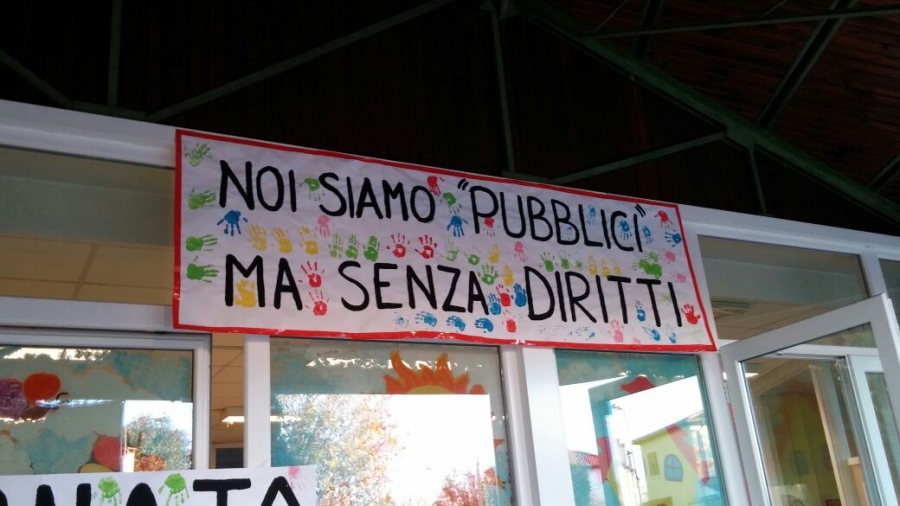 NOI SIAMO "PUBBLICI"
MA SENZA DIRITTI